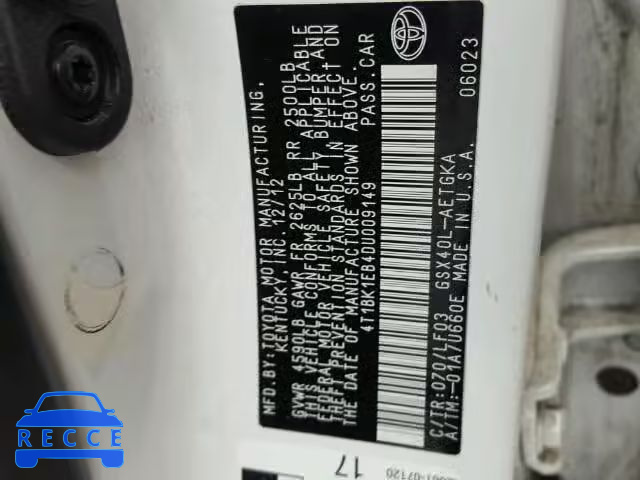 MFD.BY:TOYOTA MOTOR MANUFACTURING,
KENTUCKY, INC. 12/12
GVWR 4590LB GAWR FR 2625LB RR 2500LB
THIS VEHICLE CONFORMS TO ALL APPLICABLE
FEDERAL MOTOR VEHICLE SAFETY, BUMPER, AND
THEFT PREVENTION STANDARDS IN EFFECT ON
THE DATE OF MANUFACTURE SHOWN ABOVE.
4T1BK1EB4DU009149 PASS.CAR
C/TR:070/LF03 GSX40L-AETGKA
A/TM:-01A/U660E MADE IN U.S.A.
06023
17
07120
RECCE